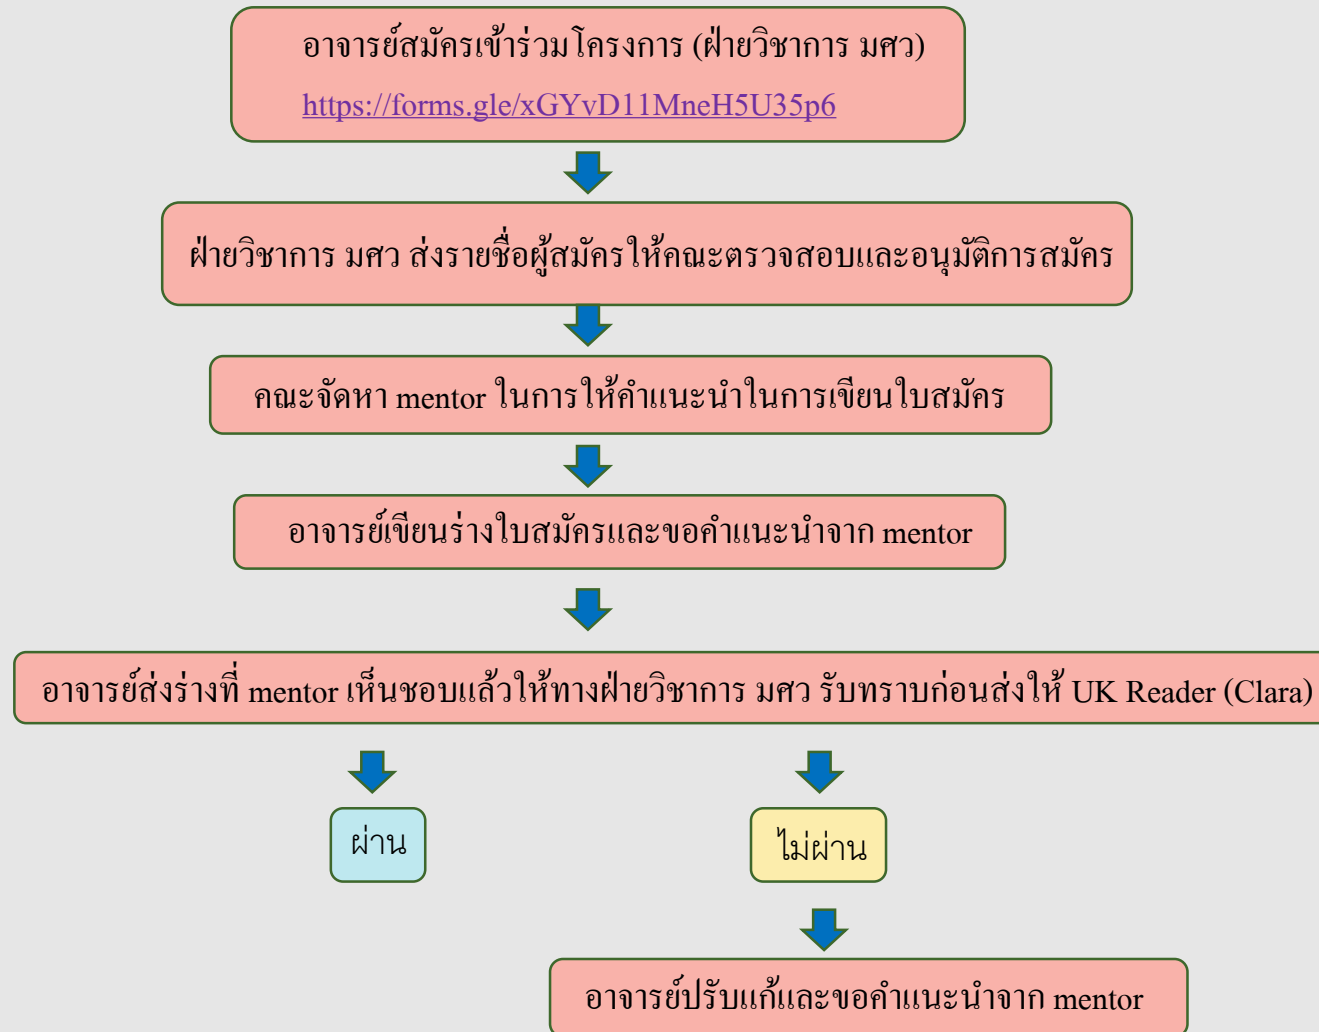 อาจารย์สมัครเข้าร่วมโครงการ (ฝ่ายวิชาการ มศว)
https://forms.gle/xGYvD11MneH5U35p6
ฝ่ายวิชาการ มศว ส่งรายชื่อผู้สมัครให้คณะตรวจสอบและอนุมัติการสมัคร
คณะจัดหา mentor ในการให้คำแนะนำในการเขียนใบสมัคร
อาจารย์เขียนร่างใบสมัครและขอคำแนะนำจาก mentor
อาจารย์ส่งร่างที่ mentor เห็นชอบแล้วให้ทางฝ่ายวิชาการ มศว รับทราบก่อนส่งให้ UK Reader (Clara)
ผ่าน
ไม่ผ่าน
อาจารย์ปรับแก้และขอคำแนะนำจาก mentor